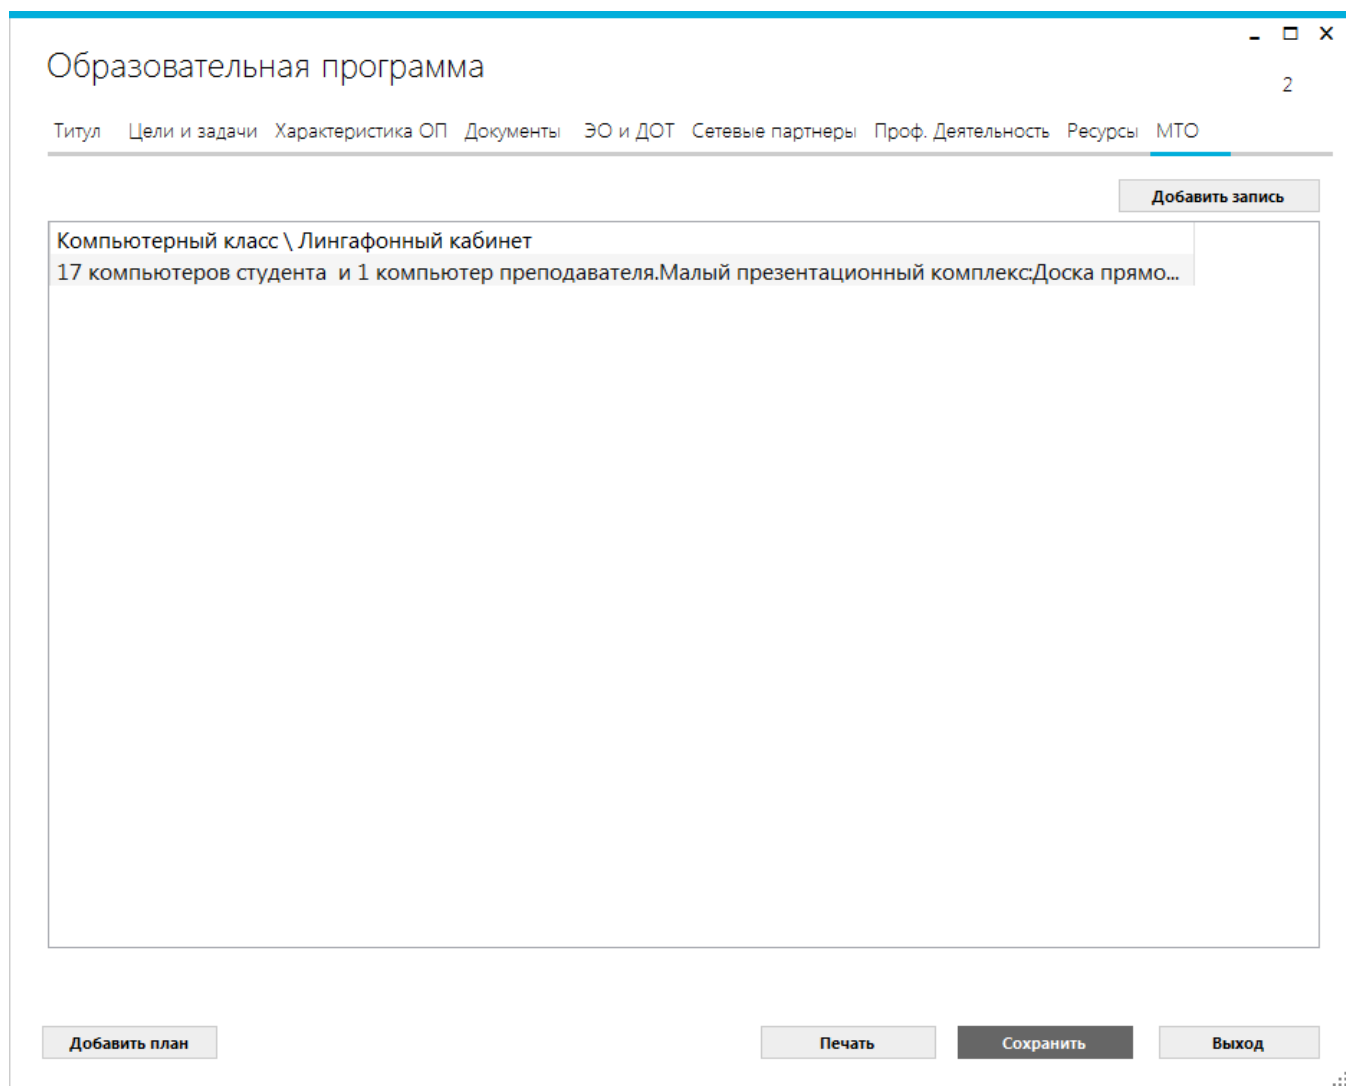 Образовательная программа
2
Титул Цели и задачи Характеристика ОП Документы ЭО и ДОТ Сетевые партнеры Проф. Деятельность Ресурсы МТО
Добавить запись
Компьютерный класс \ Лингафонный кабинет
17 компьютеров студента  и 1 компьютер преподавателя.Малый презентационный комплекс:Доска прямо...
Добавить план Печать Сохранить Выход